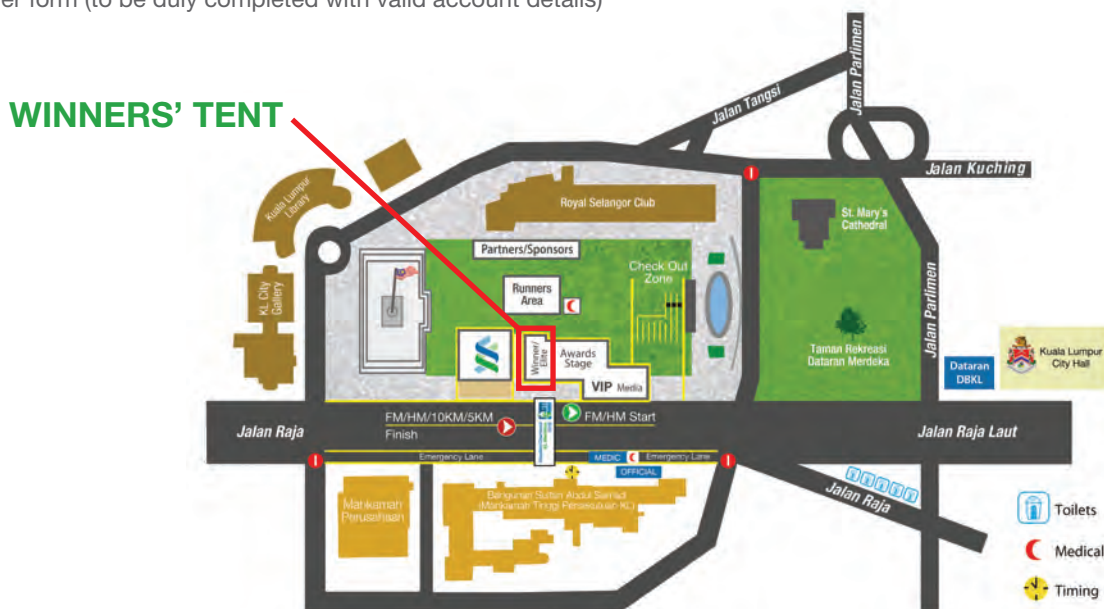 er form (to be duly completed with valid account details)
WINNERS’ TENT
Jalan Parlimen
Jalan Tangsi
Jalan Kuching
Kuala Lumpur
Library
Royal Selangor Club
St. Mary's
Cathedral
Partners/Sponsors
Check Out
Zone
Runners
Area
KL City
Gallery
Winner/
Elite
Awards
Stage
VIP Media
Taman Rekreasi
Dataran Merdeka
Jalan Parlimen
Dataran
DBKL
Kuala Lumpur
City Hall
FM/HM/10KM/5KM
Finish
FM/HM Start
Jalan Raja
Jalan Raja Laut
Emergency Lane
MEDIC
Emergency Lane
OFFICIAL
Jalan Raja
Mahkamah
Perusahaan
Bangunan Sultan Abdul Samad
(Mahkamah Tinggi Persekutuan KL)
Toilets
Medical
Timing